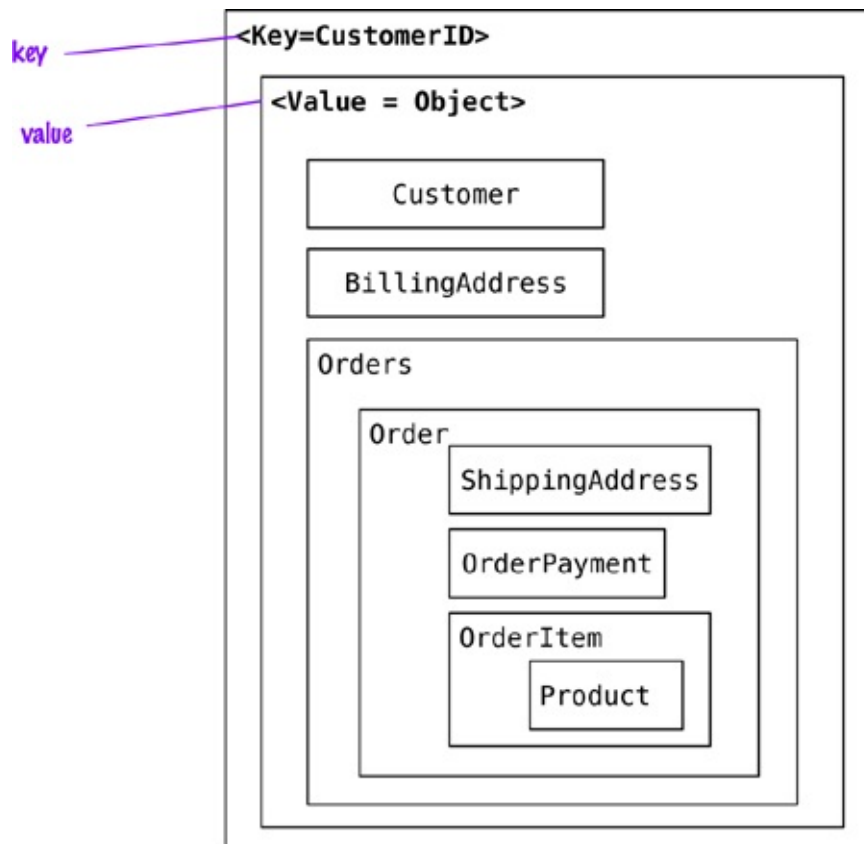 <Key=CustomerID>
key
<Value = Object>
value
Customer
BillingAddress
Orders
Order
ShippingAddress
OrderPayment
OrderItem
Product